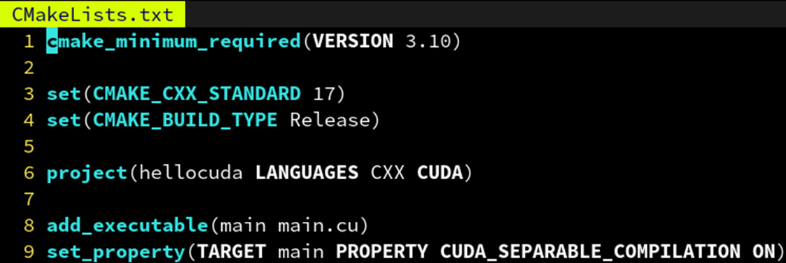 CMakeLists.txt
1 cmake_minimum_required(VERSION 3.10)
2
3 set(CMAKE_CXX_STANDARD 17)
4 set(CMAKE_BUILD_TYPE Release)
5
6 project(hellocuda LANGUAGES CXX CUDA)
7
8 add_executable(main main.cu)
9 set_property(TARGET main PROPERTY CUDA_SEPARABLE_COMPILATION ON)